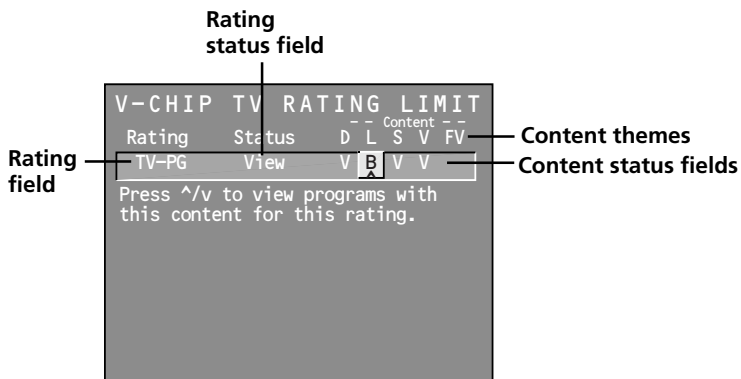 Rating
status field
V-CHIP TV RATING LIMIT
-- Content --
Rating Status D L S V FV
Content themes
Rating
field
TV-PG View V B V V
Content status fields
Press ^/v to view programs with
this content for this rating.